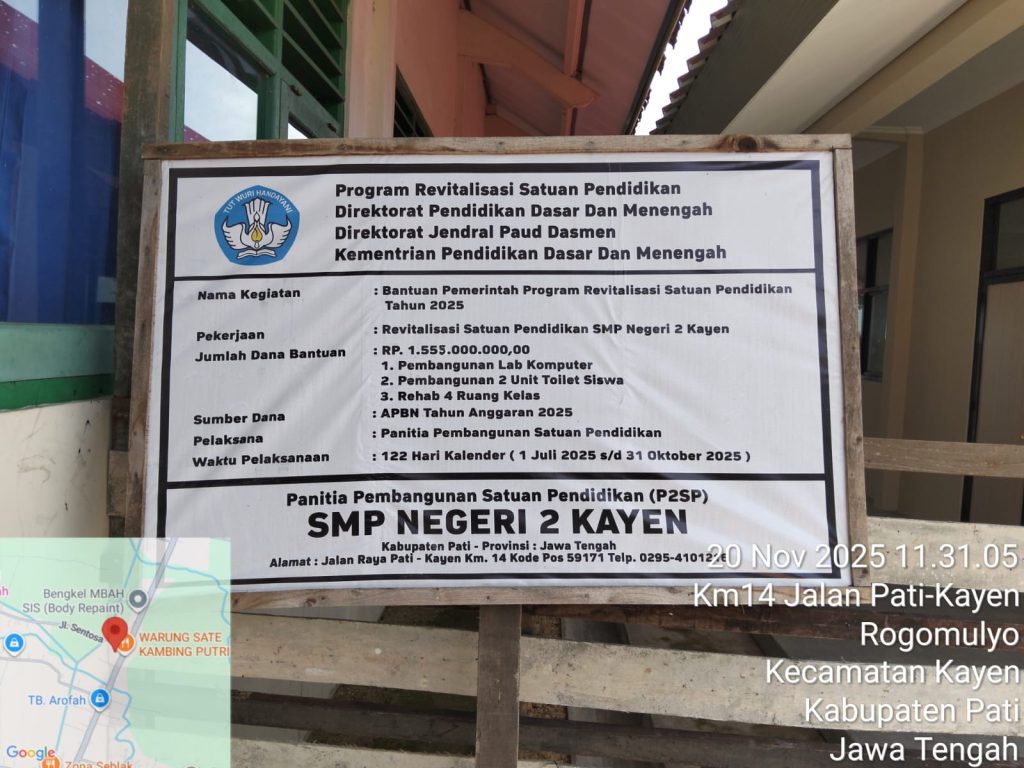 TUT WURI HANDAYANI
Program Revitalisasi Satuan Pendidikan
Direktorat Pendidikan Dasar Dan Menengah
Direktorat Jendral Paud Dasmen
Kementrian Pendidikan Dasar Dan Menengah
Nama Kegiatan : Bantuan Pemerintah Program Revitalisasi Satuan Pendidikan
Tahun 2025
Pekerjaan : Revitalisasi Satuan Pendidikan SMP Negeri 2 Kayen
Jumlah Dana Bantuan : RP. 1.555.000.000,00
1. Pembangunan Lab Komputer
2. Pembangunan 2 Unit Toilet Siswa
3. Rehab 4 Ruang Kelas
Sumber Dana : APBN Tahun Anggaran 2025
Pelaksana : Panitia Pembangunan Satuan Pendidikan
Waktu Pelaksanaan : 122 Hari Kalender ( 1 Juli 2025 s/d 31 Oktober 2025 )
Panitia Pembangunan Satuan Pendidikan (P2SP)
SMP NEGERI 2 KAYEN
Kabupaten Pati - Provinsi : Jawa Tengah
Alamat : Jalan Raya Pati - Kayen Km. 14 Kode Pos 59171 Telp.
20 Nov 2025 11.31.05
Km14 Jalan Pati-Kayen
Rogomulyo
Kecamatan Kayen
Kabupaten Pati
Jawa Tengah
Bengkel MBAH
SIS (Body Repaint)
Jl. Sentosa
WARUNG SATE
KAMBING PUTRI
TB. Arofah
Google
Zona Seblak